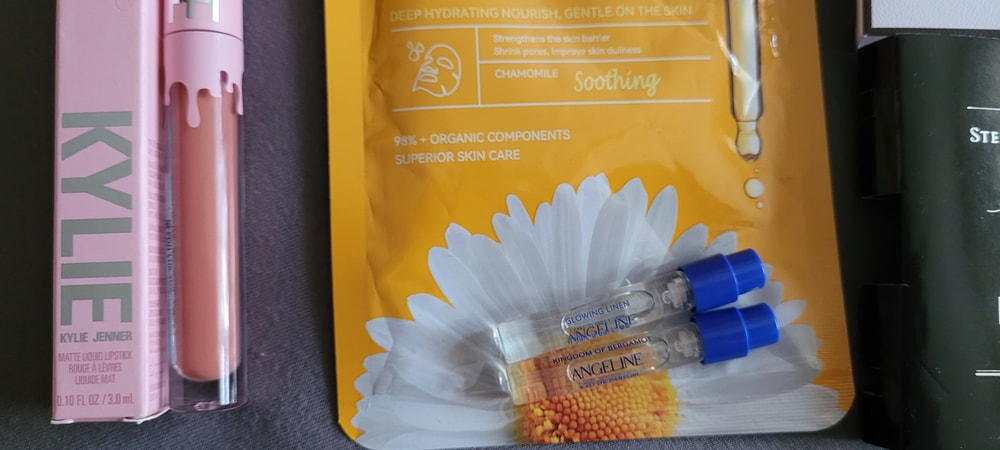 KYLIE
KYLIE JENNER
MATTE LIQUID LIPSTICK
ROUGE À LÈVRES
LIQUIDE MAT
0.10 FL OZ / 3.0 mL
DEEP HYDRATING NOURISH, GENTLE ON THE SKIN
Strengthens the skin barrier
Shrink pores, improve skin dullness
CHAMOMILE
Soothing
98% + ORGANIC COMPONENTS
SUPERIOR SKIN CARE
GLOWING LINEN
ANGELINE
KINGDOM OF BERGAMOT
ANGELINE
STE